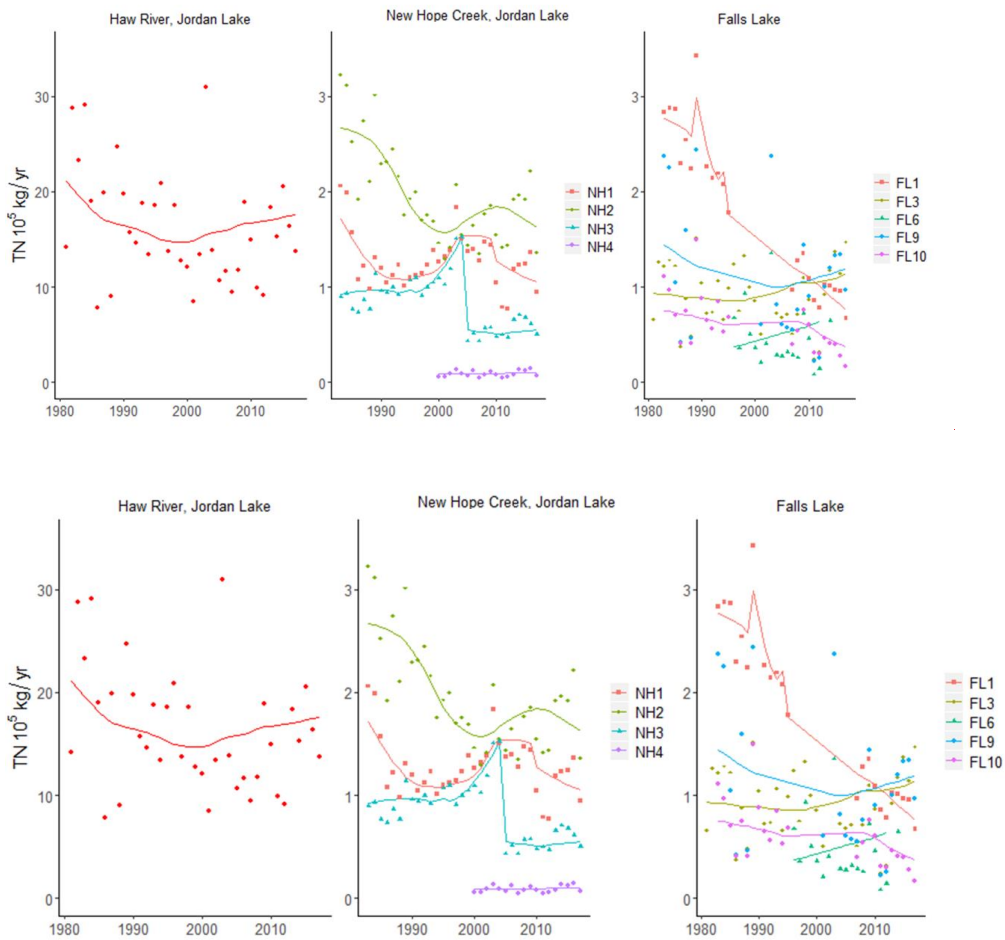 Haw River, Jordan Lake
New Hope Creek, Jordan Lake
Falls Lake
TN 10⁵ kg/yr
30
20
10
0
1980 1990 2000 2010
3
2
1
0
1990 2000 2010
NH1
NH2
NH3
NH4
3
2
1
0
1980 1990 2000 2010
FL1
FL3
FL6
FL9
FL10
Haw River, Jordan Lake
New Hope Creek, Jordan Lake
Falls Lake
TN 10⁵ kg/yr
30
20
10
0
1980 1990 2000 2010
3
2
1
0
1990 2000 2010
NH1
NH2
NH3
NH4
3
2
1
0
1980 1990 2000 2010
FL1
FL3
FL6
FL9
FL10